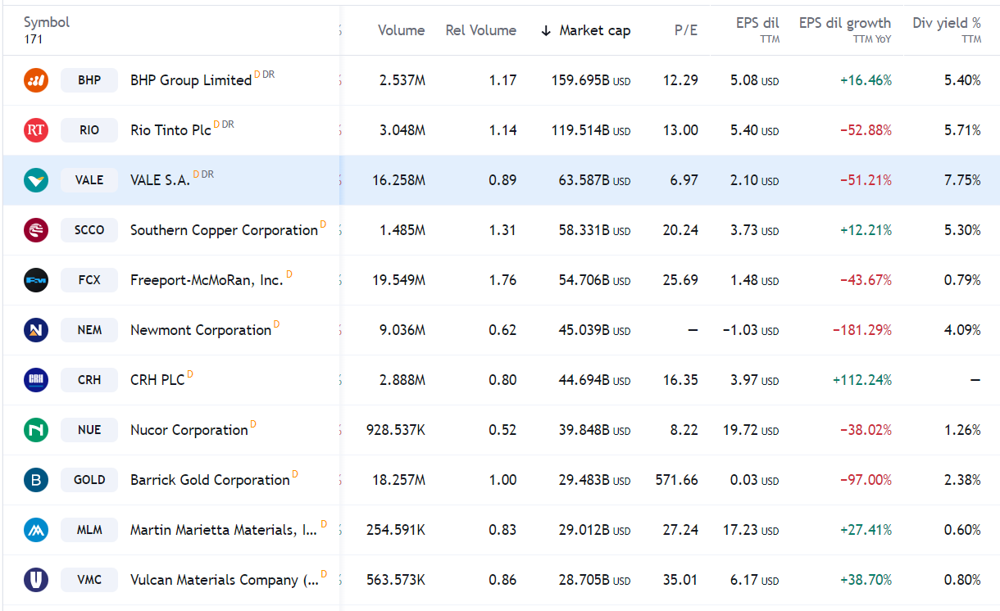 Symbol
171
% Volume Rel Volume ↓ Market cap P/E EPS dil TTM EPS dil growth TTM YoY Div yield % TTM
BHP BHP Group Limited D DR 2.537M 1.17 159.695B USD 12.29 5.08 USD +16.46% 5.40%
RT RIO Rio Tinto Plc D DR 3.048M 1.14 119.514B USD 13.00 5.40 USD −52.88% 5.71%
VALE VALE S.A. D DR 16.258M 0.89 63.587B USD 6.97 2.10 USD −51.21% 7.75%
SCCO Southern Copper Corporation D 1.485M 1.31 58.331B USD 20.24 3.73 USD +12.21% 5.30%
FCX Freeport-McMoRan, Inc. D 19.549M 1.76 54.706B USD 25.69 1.48 USD −43.67% 0.79%
NEM Newmont Corporation D 9.036M 0.62 45.039B USD — −1.03 USD −181.29% 4.09%
CRH CRH CRH PLC D 2.888M 0.80 44.694B USD 16.35 3.97 USD +112.24% —
NUE Nucor Corporation D 928.537K 0.52 39.848B USD 8.22 19.72 USD −38.02% 1.26%
B GOLD Barrick Gold Corporation D 18.257M 1.00 29.483B USD 571.66 0.03 USD −97.00% 2.38%
MLM Martin Marietta Materials, I... D 254.591K 0.83 29.012B USD 27.24 17.23 USD +27.41% 0.60%
VMC Vulcan Materials Company (... D 563.573K 0.86 28.705B USD 35.01 6.17 USD +38.70% 0.80%